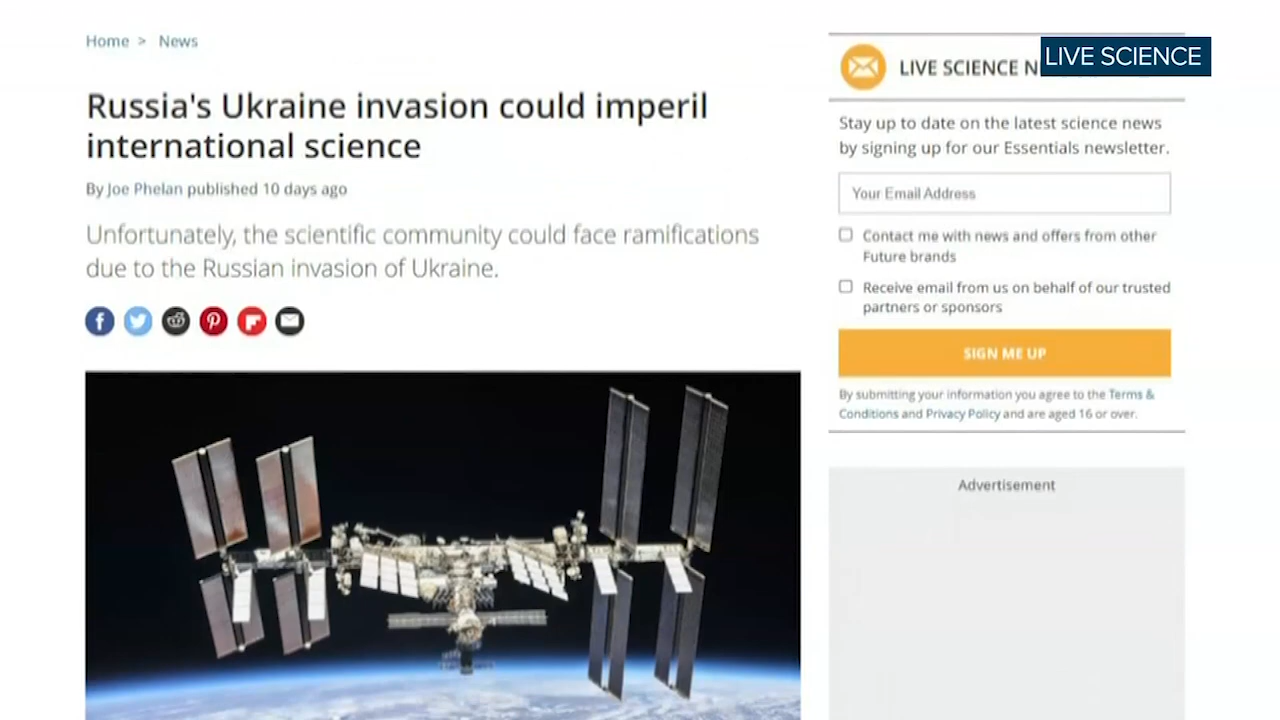 Home > News
Russia's Ukraine invasion could imperil
international science
By Joe Phelan published 10 days ago
Unfortunately, the scientific community could face ramifications
due to the Russian invasion of Ukraine.
LIVE SCIENCE N
LIVE SCIENCE
Stay up to date on the latest science news
by signing up for our Essentials newsletter.
Your Email Address
Contact me with news and offers from other
Future brands
Receive email from us on behalf of our trusted
partners or sponsors
SIGN ME UP
By submitting your information you agree to the Terms &
Conditions and Privacy Policy and are aged 16 or over.
Advertisement